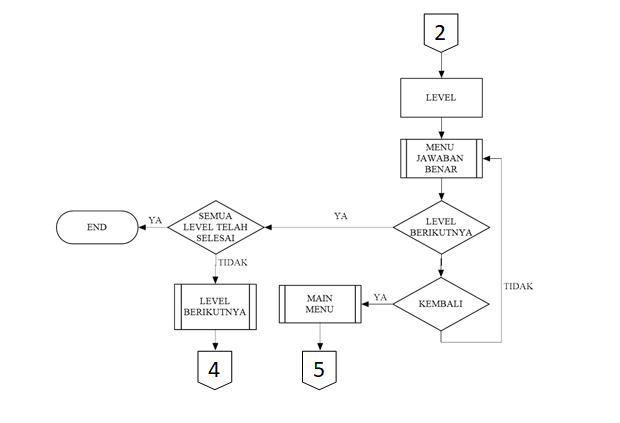 2
LEVEL
MENU
JAWABAN
BENAR
LEVEL
BERIKUTNYA
YA
SEMUA
LEVEL TELAH
SELESAI
YA
END
TIDAK
LEVEL
BERIKUTNYA
4
KEMBALI
YA
MAIN
MENU
5
TIDAK